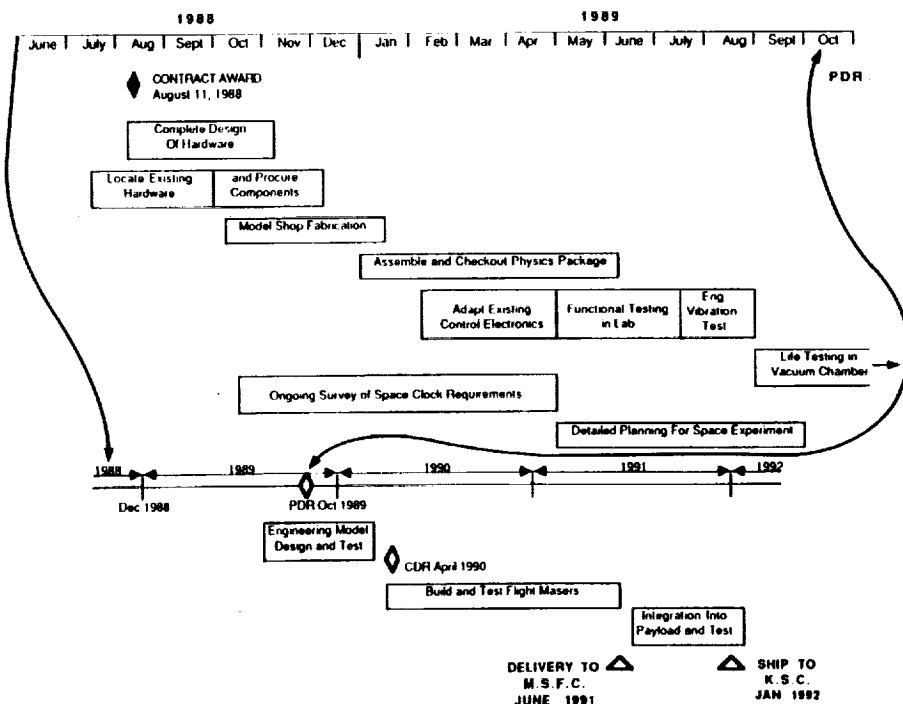 1988 1989
June July Aug Sept Oct Nov Dec Jan Feb Mar Apr May June July Aug Sept Oct
PDR
CONTRACT AWARD
August 11, 1988
Complete Design
Of Hardware
Locate Existing
Hardware
and Procure
Components
Model Shop Fabrication
Assemble and Checkout Physics Package
Adapt Existing
Control Electronics
Functional Testing
in Lab
Eng
Vibration
Test
Life Testing in
Vacuum Chamber
Ongoing Survey of Space Clock Requirements
Detailed Planning For Space Experiment
1988 1989 1990 1991 1992
Dec 1988
PDR Oct 1989
Engineering Model
Design and Test
CDR April 1990
Build and Test Flight Masers
Integration Into
Payload and Test
DELIVERY TO
M.S.F.C.
JUNE 1991
SHIP TO
K.S.C.
JAN 1992